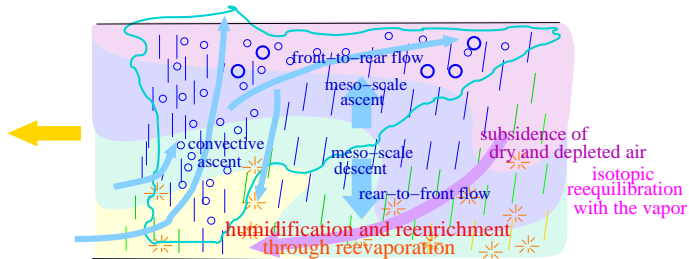 front-to-rear flow
meso-scale
ascent
convective
ascent
meso-scale
descent
subsidence of
dry and depleted air
isotopic
reequilibration
with the vapor
rear-to-front flow
humidification and reenrichment
through reevaporation